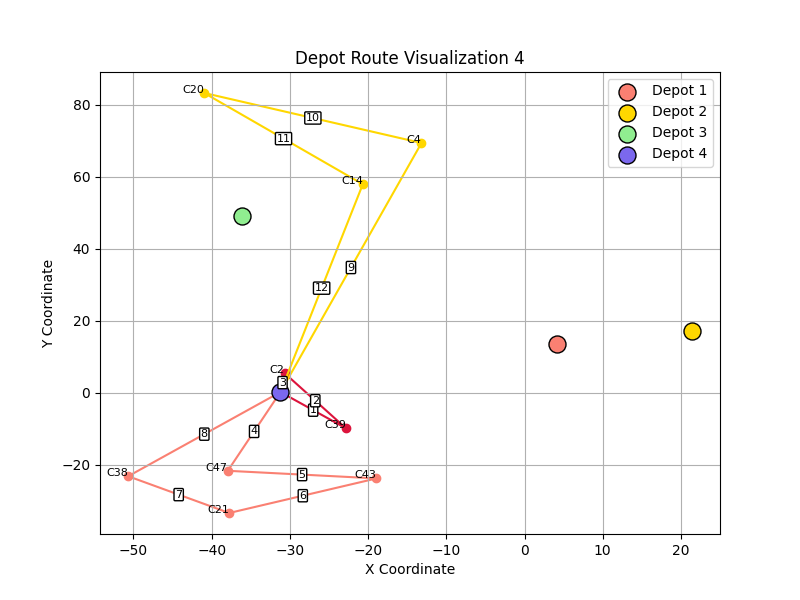 Depot Route Visualization 4
Depot 1
Depot 2
Depot 3
Depot 4
Y Coordinate
80
60
40
20
0
−20
C20
10
11
C4
C14
9
12
C2
3
2
1
C39
8
4
C38
C47
5
C43
7
6
C21
−50
−40
−30
−20
−10
0
10
20
X Coordinate